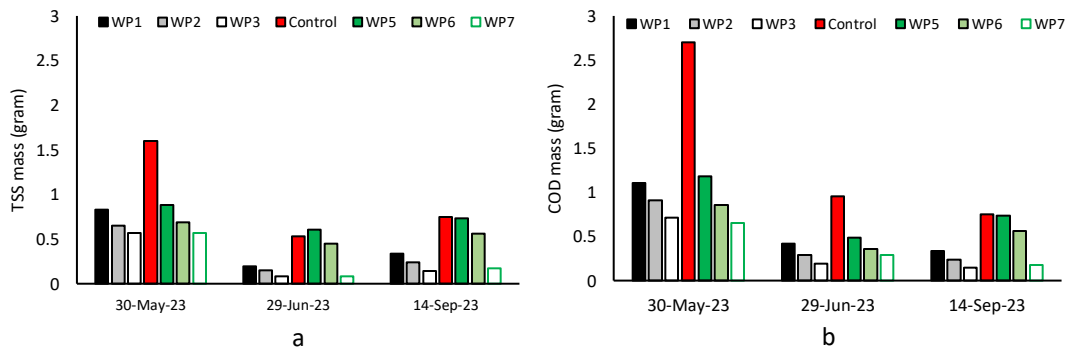 WP1 WP2 WP3 Control WP5 WP6 WP7
3
2.5
2
1.5
1
0.5
0
TSS mass (gram)
30-May-23 29-Jun-23 14-Sep-23
a
WP1 WP2 WP3 Control WP5 WP6 WP7
3
2.5
2
1.5
1
0.5
0
COD mass (gram)
30-May-23 29-Jun-23 14-Sep-23
b